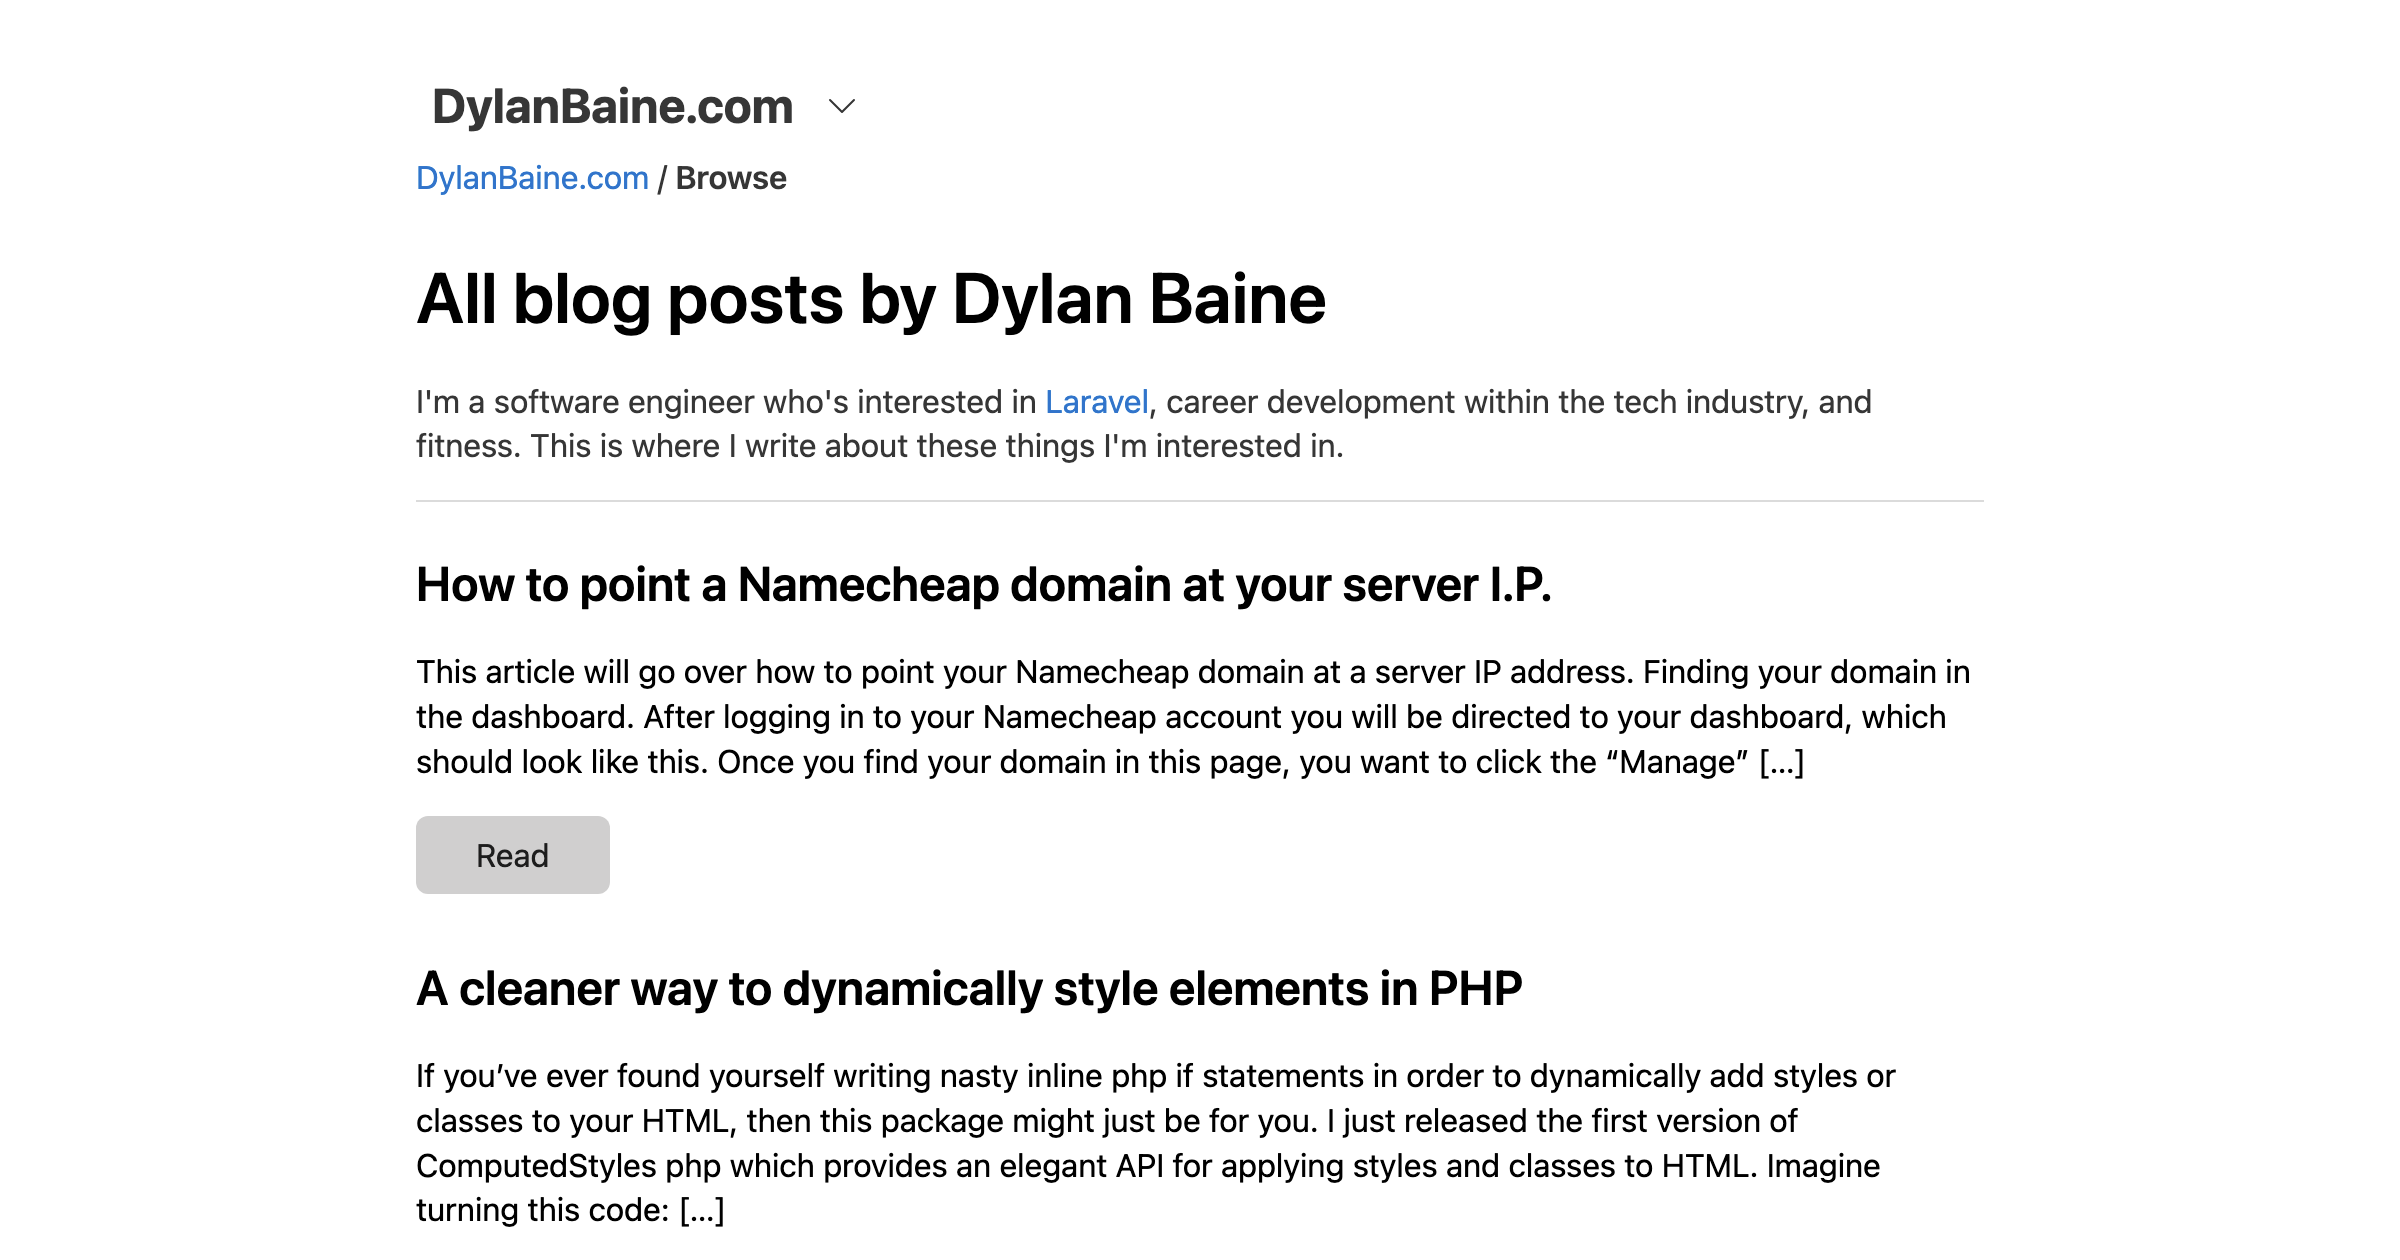 DylanBaine.com
DylanBaine.com / Browse
All blog posts by Dylan Baine
I'm a software engineer who's interested in Laravel, career development within the tech industry, and
fitness. This is where I write about these things I'm interested in.
How to point a Namecheap domain at your server I.P.
This article will go over how to point your Namecheap domain at a server IP address. Finding your domain in
the dashboard. After logging in to your Namecheap account you will be directed to your dashboard, which
should look like this. Once you find your domain in this page, you want to click the “Manage” [...]
Read
A cleaner way to dynamically style elements in PHP
If you’ve ever found yourself writing nasty inline php if statements in order to dynamically add styles or
classes to your HTML, then this package might just be for you. I just released the first version of
ComputedStyles php which provides an elegant API for applying styles and classes to HTML. Imagine
turning this code: [...]